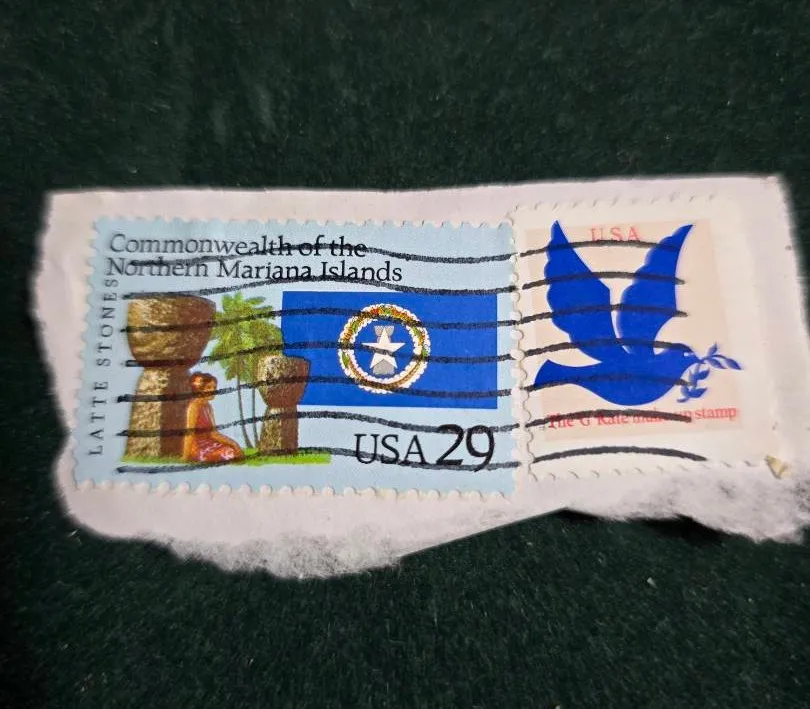 Commonwealth of the
Northern Mariana Islands
LATTE STONES
USA 29
USA
The 'G' Rate make-up stamp